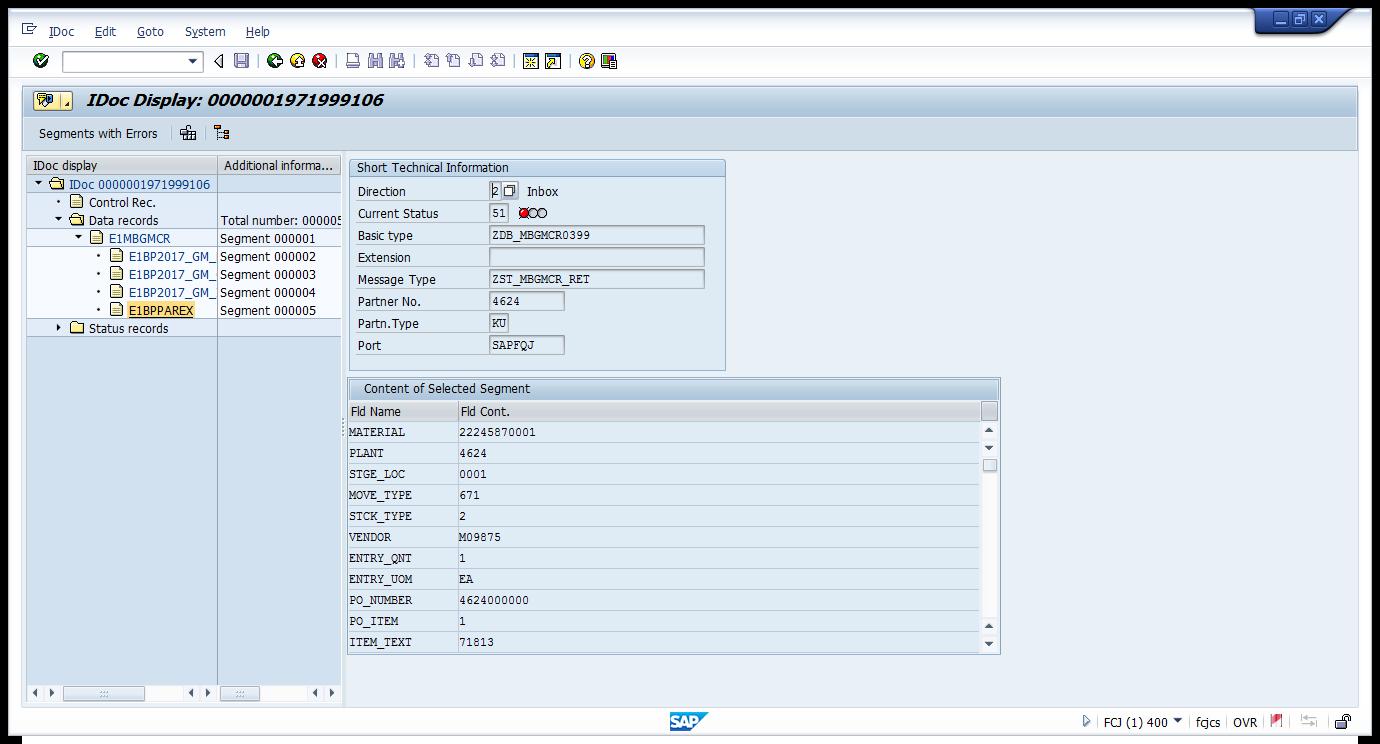 IDoc Edit Goto System Help
IDoc Display: 0000001971999106
Segments with Errors
IDoc display Additional informa...
IDoc 0000001971999106
Control Rec.
Data records Total number: 000005
E1MBGMCR Segment 000001
E1BP2017_GM_ Segment 000002
E1BP2017_GM_ Segment 000003
E1BP2017_GM_ Segment 000004
E1BPPAREX Segment 000005
Status records
Short Technical Information
Direction 2 Inbox
Current Status 51
Basic type ZDB_MBGMCR0399
Extension
Message Type ZST_MBGMCR_RET
Partner No. 4624
Partn.Type KU
Port SAPFQJ
Content of Selected Segment
Fld Name Fld Cont.
MATERIAL 22245870001
PLANT 4624
STGE_LOC 0001
MOVE_TYPE 671
STCK_TYPE 2
VENDOR M09875
ENTRY_QNT 1
ENTRY_UOM EA
PO_NUMBER 4624000000
PO_ITEM 1
ITEM_TEXT 71813
SAP
FCJ (1) 400 fcjcs OVR